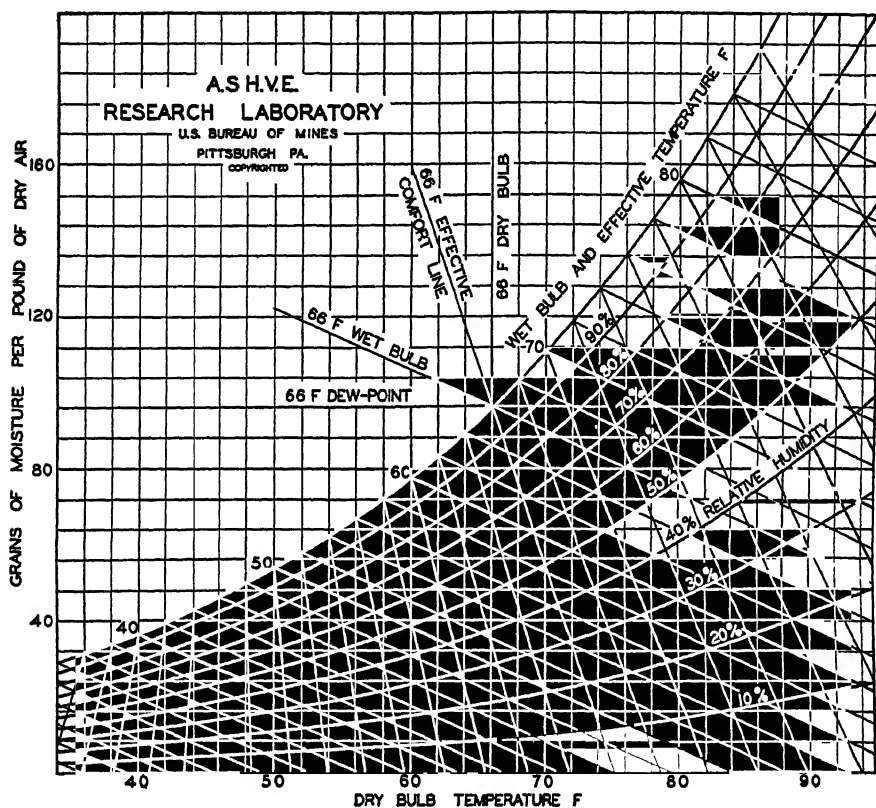 A.S.H.V.E.
RESEARCH LABORATORY
U.S. BUREAU OF MINES
PITTSBURGH PA.
COPYRIGHTED
GRAINS OF MOISTURE PER POUND OF DRY AIR
160
120
80
40
66 F WET BULB
66 F DEW-POINT
66 F EFFECTIVE
COMFORT LINE
66 F DRY BULB
WET BULB AND EFFECTIVE TEMPERATURE F
80
70
60
50
40
90%
80%
70%
60%
50%
40% RELATIVE HUMIDITY
30%
20%
10%
40 50 60 70 80 90
DRY BULB TEMPERATURE F